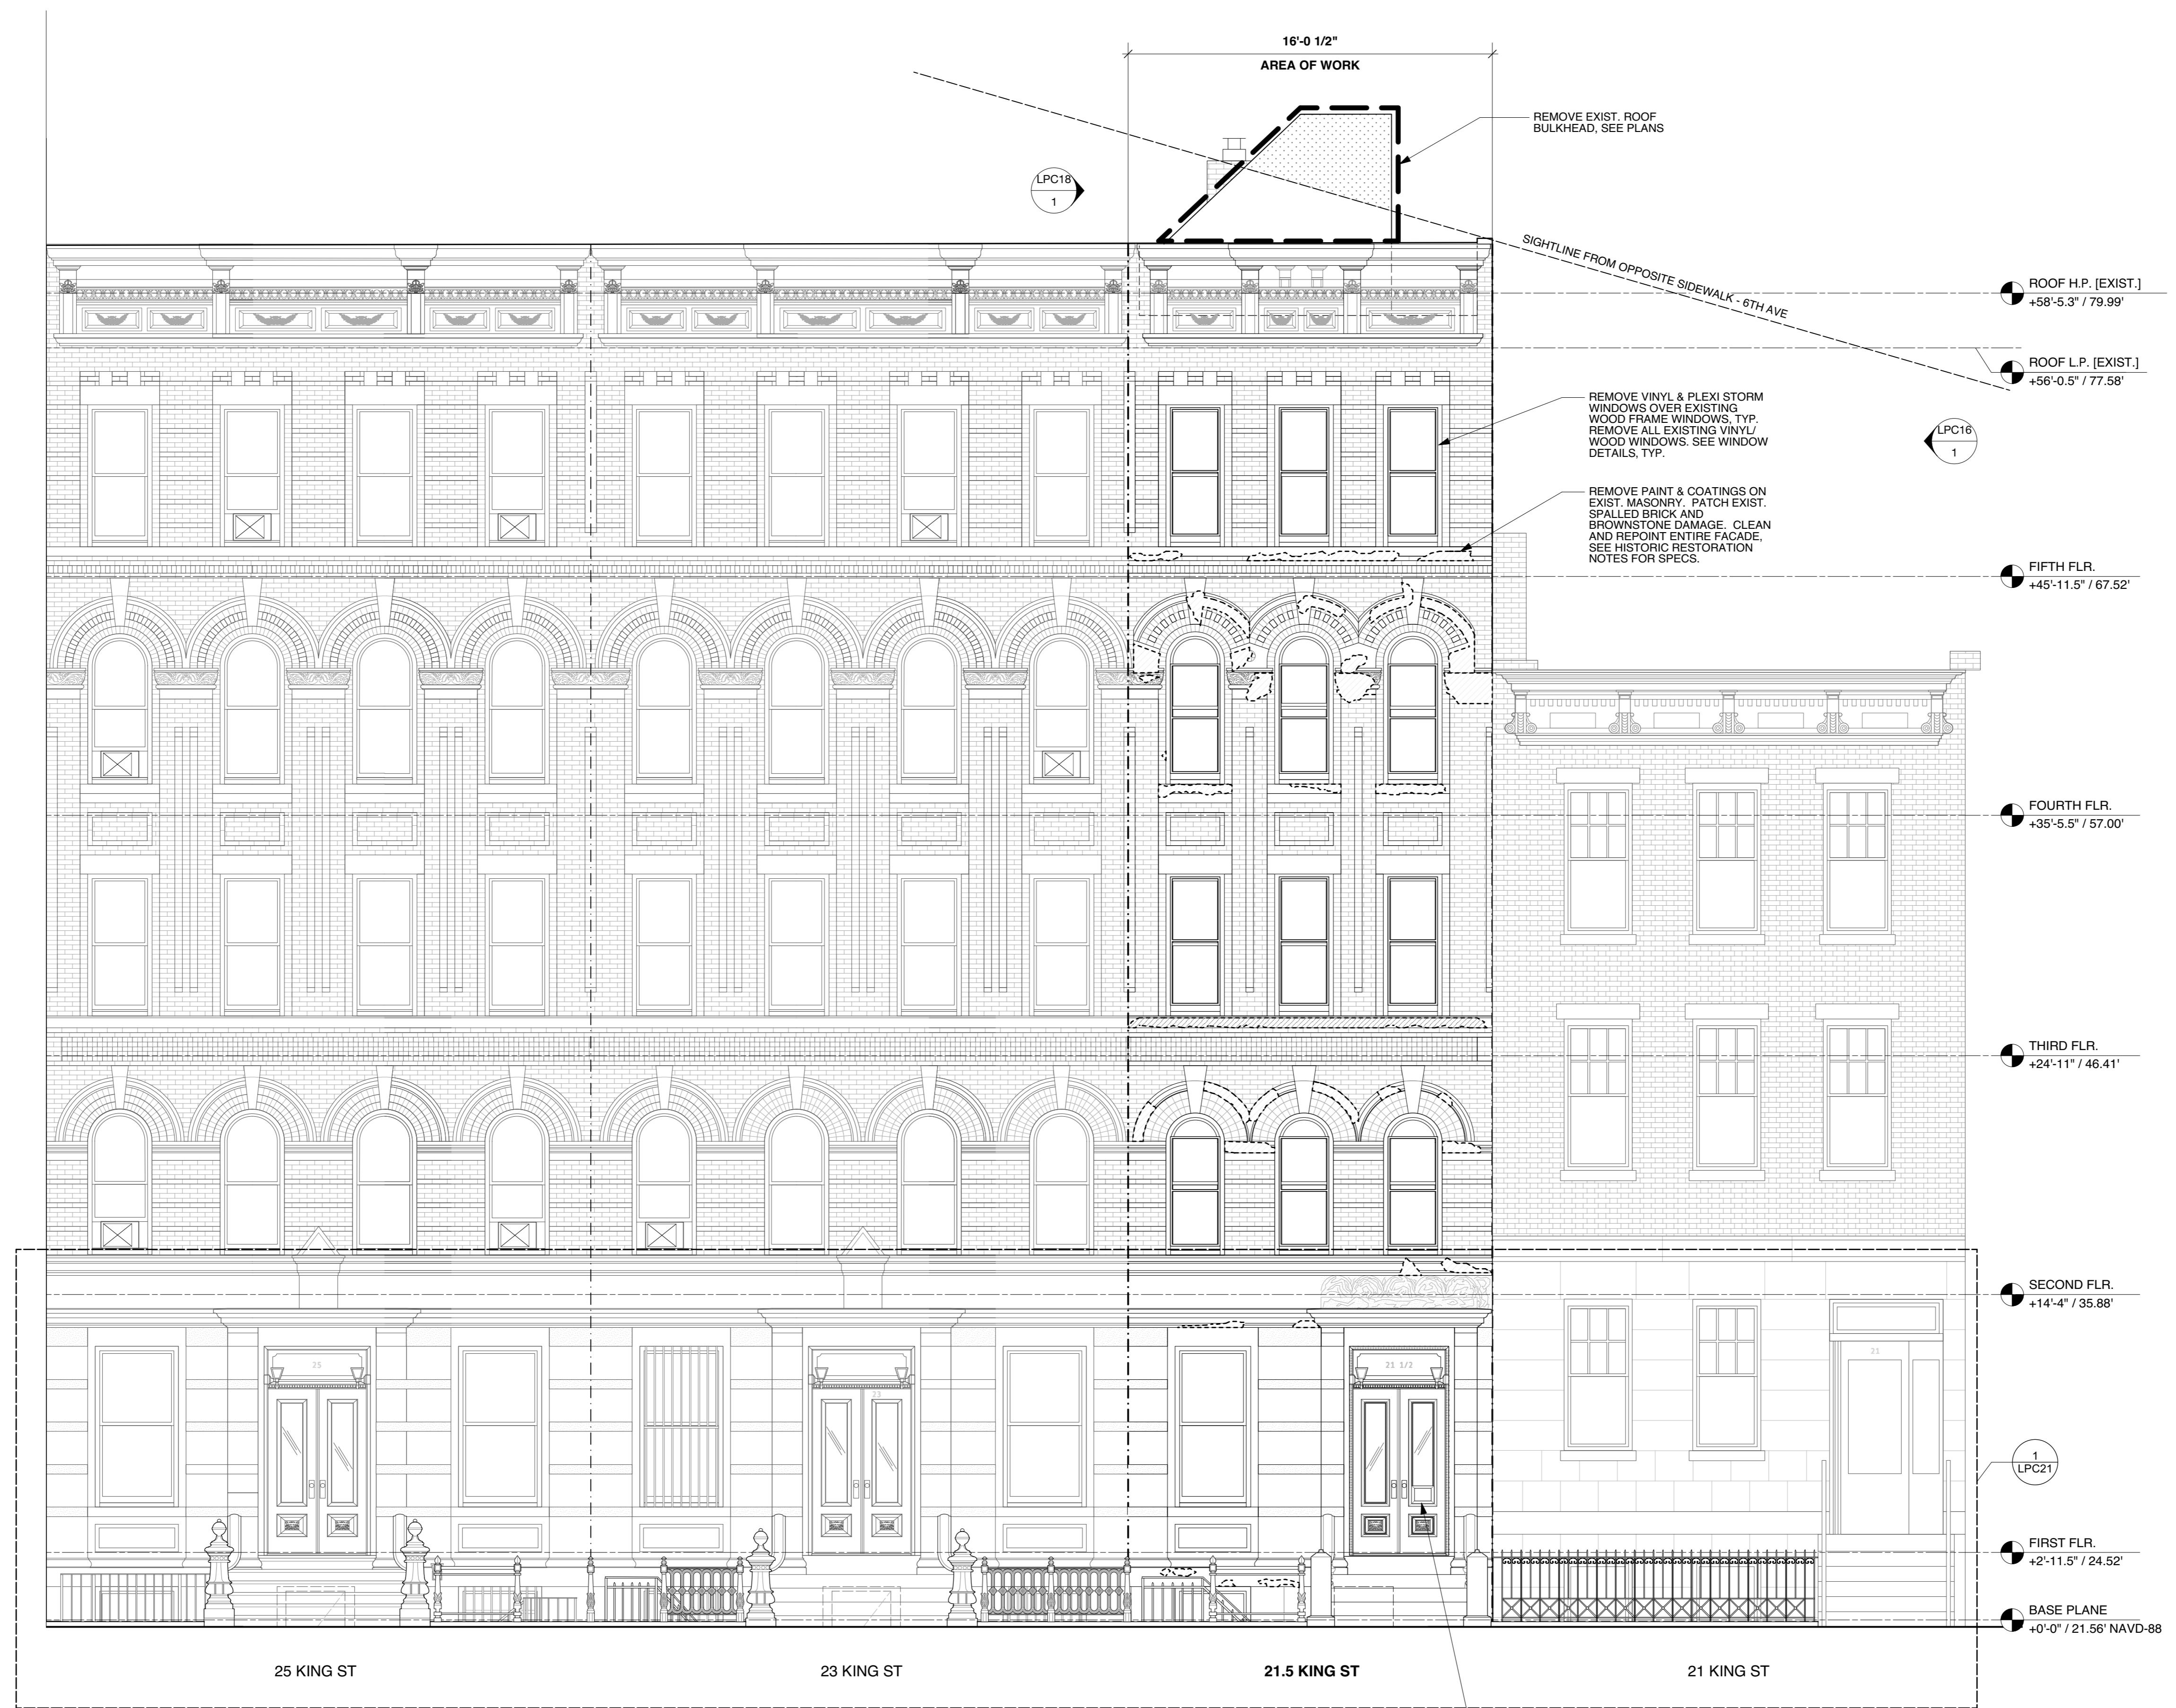 16'-0 1/2"
AREA OF WORK
REMOVE EXIST. ROOF
BULKHEAD, SEE PLANS
LPC18
1
SIGHTLINE FROM OPPOSITE SIDEWALK - 6TH AVE
ROOF H.P. [EXIST.]
+58'-5.3" / 79.99'
ROOF L.P. [EXIST.]
+56'-0.5" / 77.58'
REMOVE VINYL & PLEXI STORM
WINDOWS OVER EXISTING
WOOD FRAME WINDOWS, TYP.
REMOVE ALL EXISTING VINYL/
WOOD WINDOWS. SEE WINDOW
DETAILS, TYP.
LPC16
1
REMOVE PAINT & COATINGS ON
EXIST. MASONRY. PATCH EXIST.
SPALLED BRICK AND
BROWNSTONE DAMAGE. CLEAN
AND REPOINT ENTIRE FACADE,
SEE HISTORIC RESTORATION
NOTES FOR SPECS.
FIFTH FLR.
+45'-11.5" / 67.52'
FOURTH FLR.
+35'-5.5" / 57.00'
THIRD FLR.
+24'-11" / 46.41'
SECOND FLR.
+14'-4" / 35.88'
25
23
21 1/2
21
1
LPC21
FIRST FLR.
+2'-11.5" / 24.52'
BASE PLANE
+0'-0" / 21.56' NAVD-88
25 KING ST
23 KING ST
21.5 KING ST
21 KING ST